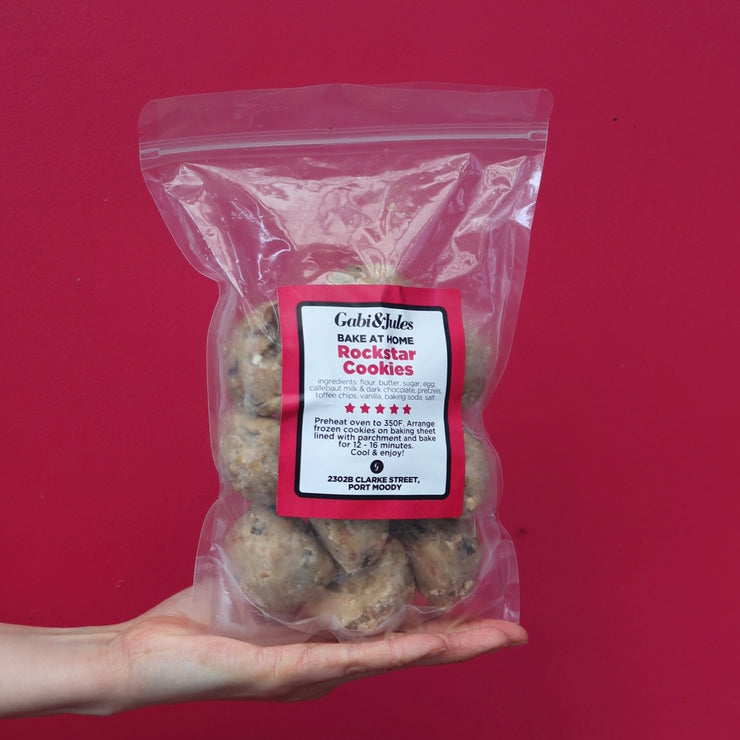 Gabi&Jules
BAKE AT HOME
Rockstar
Cookies
ingredients: flour, butter, sugar, egg,
callebaut milk & dark chocolate, pretzels,
toffee chips, vanilla, baking soda, salt
Preheat oven to 350F. Arrange
frozen cookies on baking sheet
lined with parchment and bake
for 12 - 16 minutes.
Cool & enjoy!
2302B CLARKE STREET,
PORT MOODY